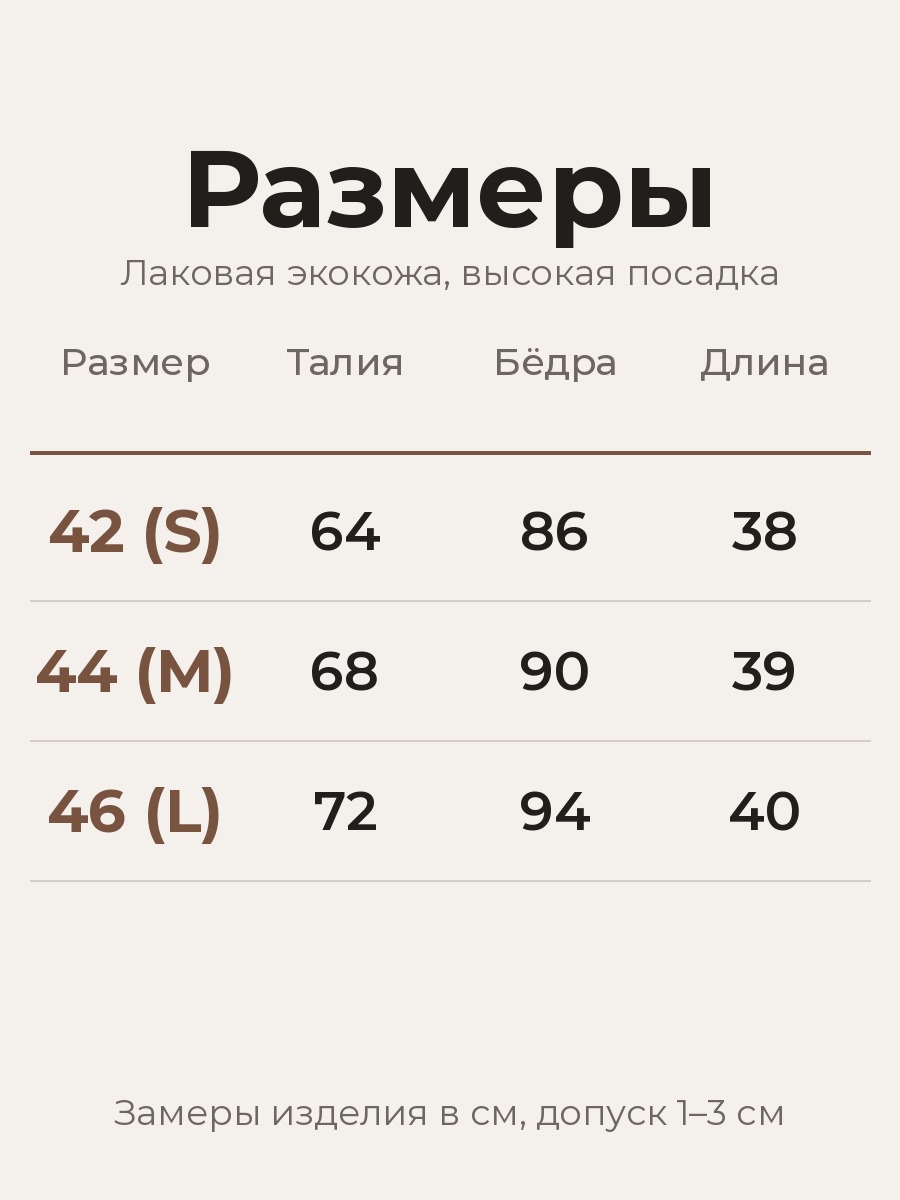 Размеры
Лаковая экокожа, высокая посадка
Размер Талия Бёдра Длина
42 (S) 64 86 38
44 (M) 68 90 39
46 (L) 72 94 40
Замеры изделия в см, допуск 1–3 см